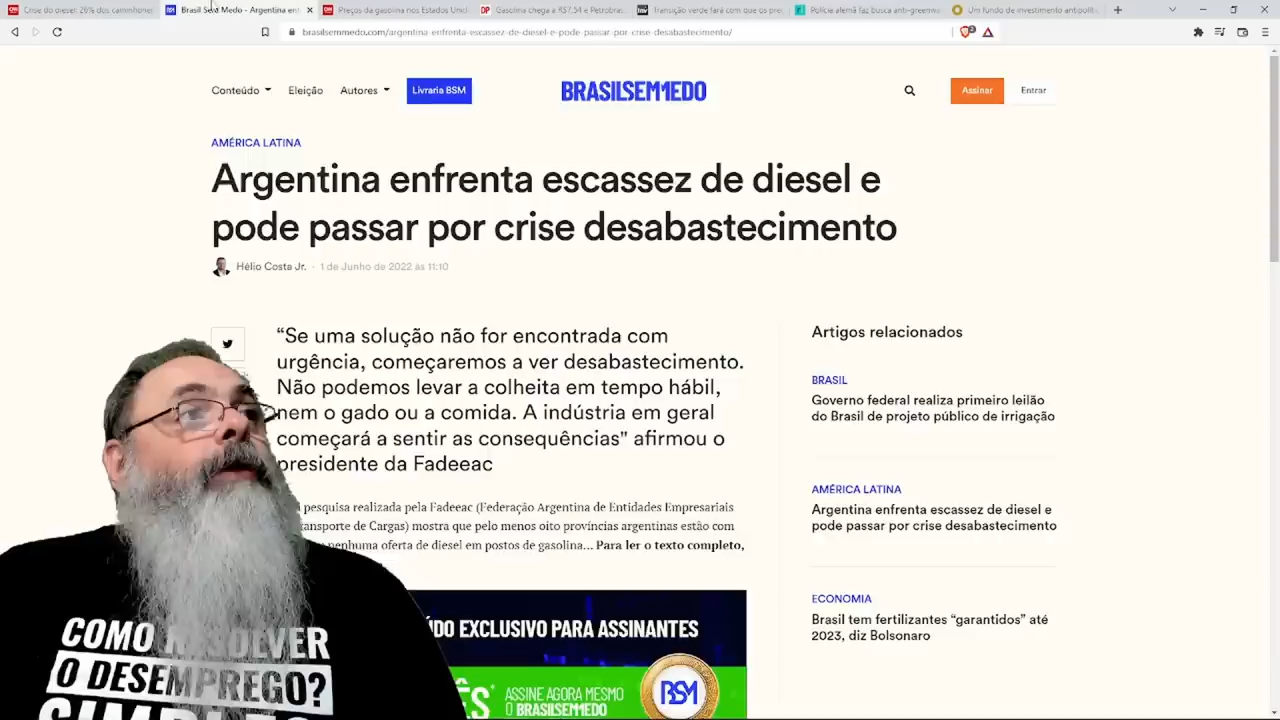 Crise do diesel: 26% dos caminhoneir
Brasil Sem Medo - Argentina en
Preços da gasolina nos Estados Unid
Gasolina chega a R$7,54 e Petrobras
Transição verde fará com que os pre
Polícia alemã faz busca anti-greenwa
Um fundo de investimento antipolít
brasilsemmedo.com/argentina-enfrenta-escassez-de-diesel-e-pode-passar-por-crise-desabastecimento/
Conteúdo
Eleição
Autores
Livraria BSM
BRASILSEMMEDO
Assinar
Entrar
AMÉRICA LATINA
Argentina enfrenta escassez de diesel e
pode passar por crise desabastecimento
Hélio Costa Jr. · 1 de Junho de 2022 às 11:10
“Se uma solução não for encontrada com
urgência, começaremos a ver desabastecimento.
Não podemos levar a colheita em tempo hábil,
nem o gado ou a comida. A indústria em geral
começará a sentir as consequências" afirmou o
presidente da Fadeeac
pesquisa realizada pela Fadeeac (Federação Argentina de Entidades Empresariais
ansporte de Cargas) mostra que pelo menos oito províncias argentinas estão com
nenhuma oferta de diesel em postos de gasolina... Para ler o texto completo,
DO EXCLUSIVO PARA ASSINANTES
ÊS*
ASSINE AGORA MESMO
O BRASILSEMMEDO
BSM
Artigos relacionados
BRASIL
Governo federal realiza primeiro leilão
do Brasil de projeto público de irrigação
AMÉRICA LATINA
Argentina enfrenta escassez de diesel e
pode passar por crise desabastecimento
ECONOMIA
Brasil tem fertilizantes “garantidos” até
2023, diz Bolsonaro
COMO RESOLVER
O DESEMPREGO?